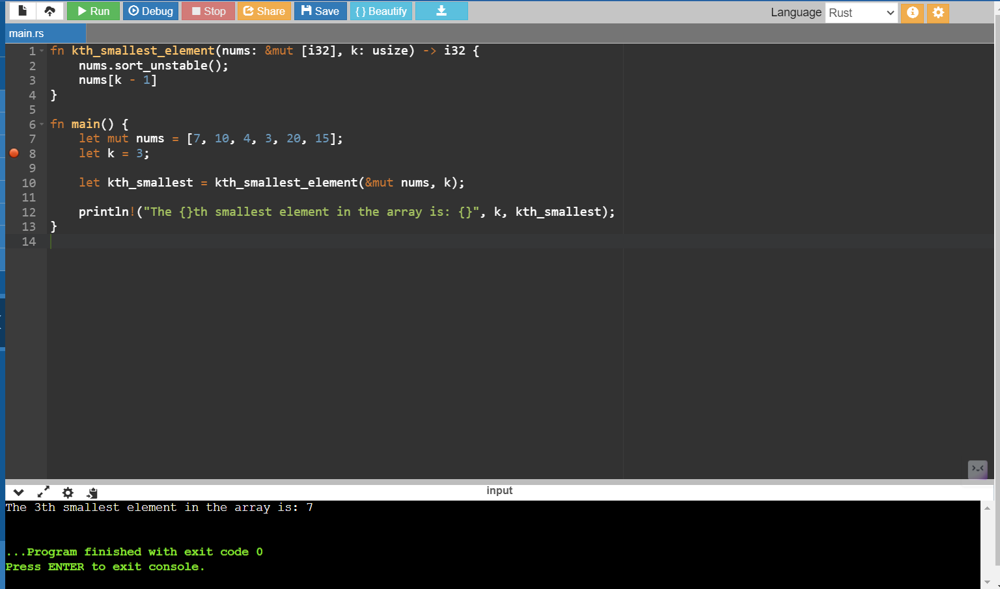 Run Debug Stop Share Save { } Beautify Language Rust
main.rs
1 fn kth_smallest_element(nums: &mut [i32], k: usize) -> i32 {
2     nums.sort_unstable();
3     nums[k - 1]
4 }
5
6 fn main() {
7     let mut nums = [7, 10, 4, 3, 20, 15];
8     let k = 3;
9
10     let kth_smallest = kth_smallest_element(&mut nums, k);
11
12     println!("The {}th smallest element in the array is: {}", k, kth_smallest);
13 }
14
input
The 3th smallest element in the array is: 7
...Program finished with exit code 0
Press ENTER to exit console.